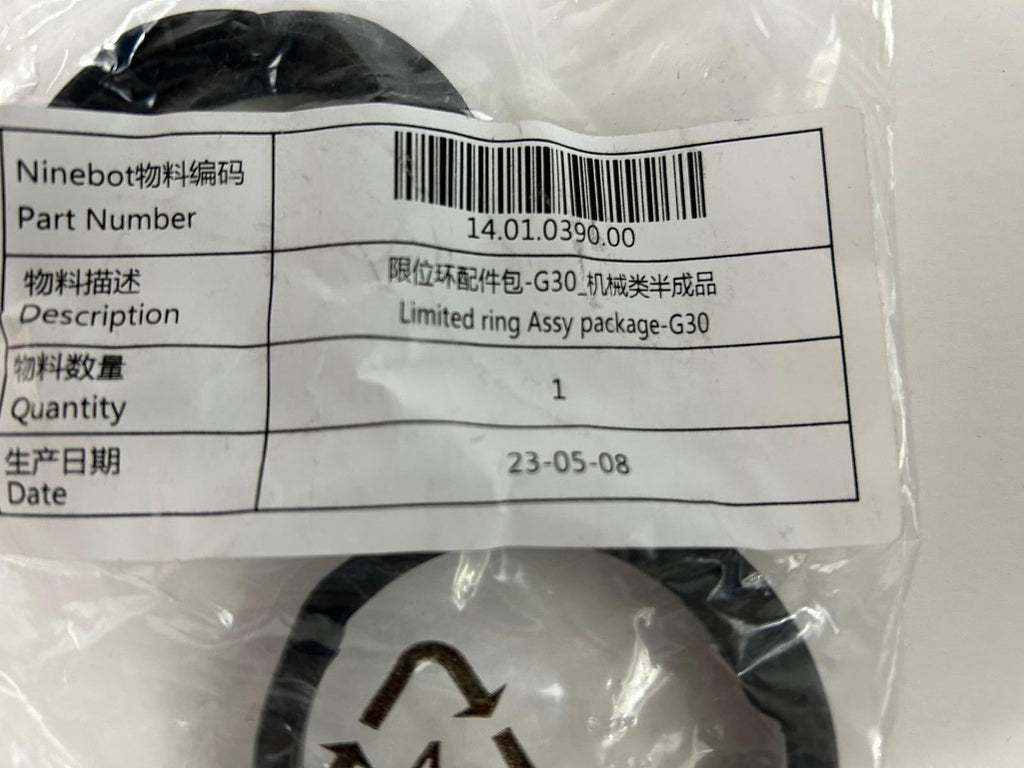 Ninebot物料编码
Part Number
14.01.0390.00
物料描述
Description
限位环配件包-G30_机械类半成品
Limited ring Assy package-G30
物料数量
Quantity
1
生产日期
Date
23-05-08